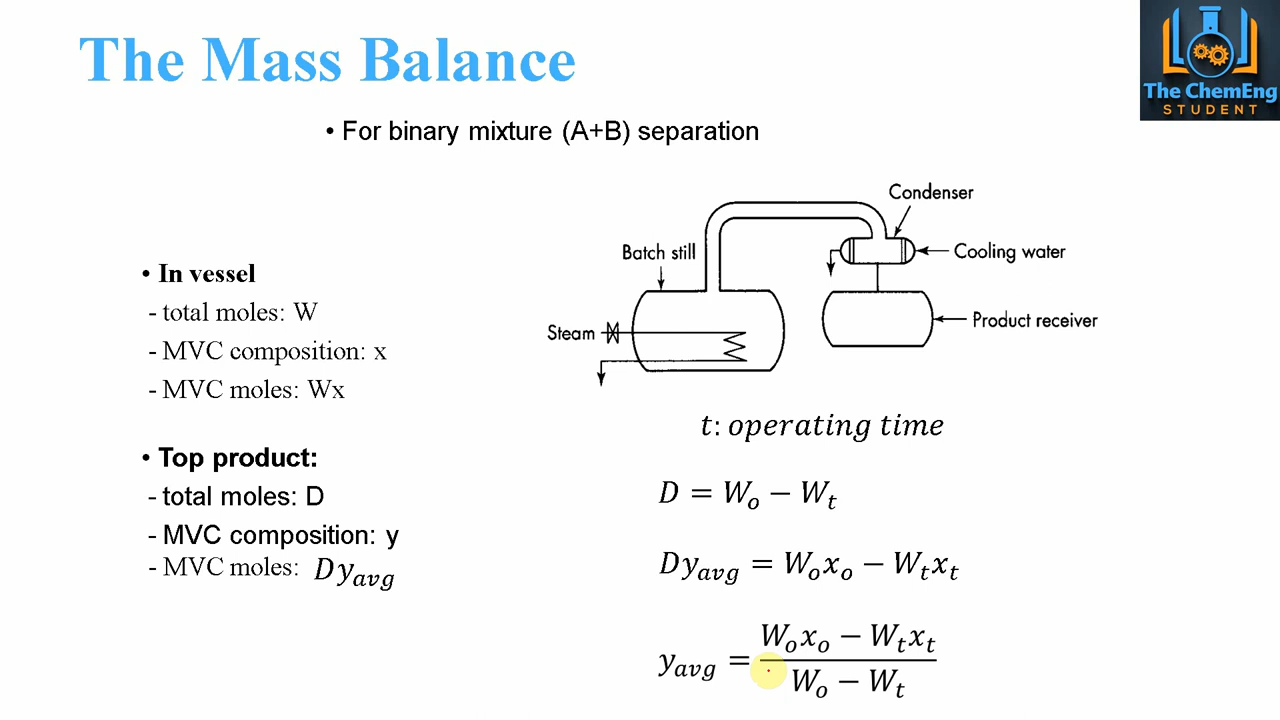 The Mass Balance
The ChemEng
STUDENT
• For binary mixture (A+B) separation
Condenser
Batch still
Cooling water
Steam
Product receiver
• In vessel
- total moles: W
- MVC composition: x
- MVC moles: Wx
• Top product:
- total moles: D
- MVC composition: y
- MVC moles: Dy_avg
t: operating time
D = W_o − W_t
Dy_avg = W_o x_o − W_t x_t
y_avg = (W_o x_o − W_t x_t) / (W_o − W_t)